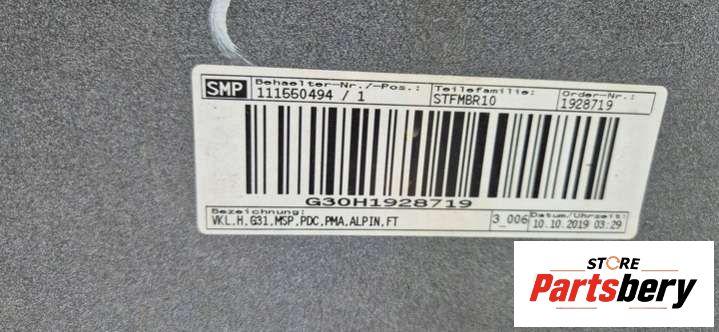 SMP
Behaelter-Nr./-Pos.:
111550494 / 1
Teilefamilie:
STFMBR10
Order-Nr.:
1928719
G30H1928719
Bezeichnung:
VKL,H,G31,MSP,PDC,PMA,ALPIN,FT
3_006
Datum/Uhrzeit:
10.10.2019 03:29
STORE
Partsbery